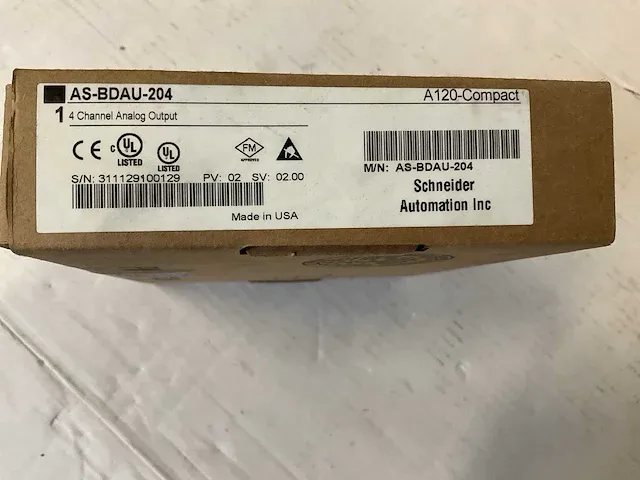 AS-BDAU-204 A120-Compact
1 4 Channel Analog Output
CE c UL LISTED UL LISTED FM APPROVED
M/N: AS-BDAU-204
S/N: 311129100129 PV: 02 SV: 02.00
Schneider
Automation Inc
Made in USA